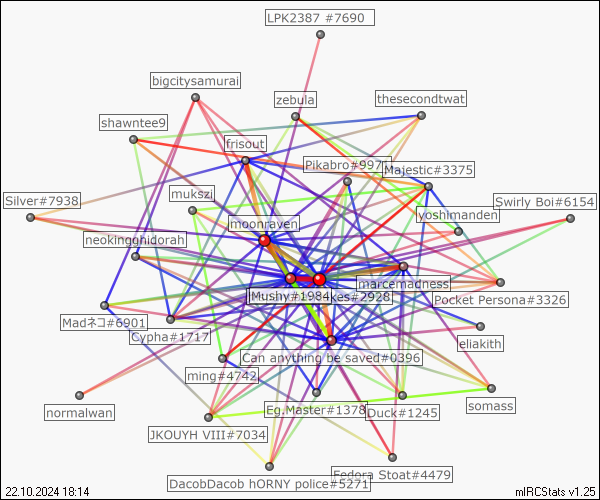 LPK2387 #7690
bigcitysamurai
zebula
thesecondtwat
shawntee9
frisout
Pikabro#997
Majestic#3375
mukszi
Silver#7938
Swirly Boi#6154
yoshimanden
moonraven
neokingghidorah
marcemadness
Mushy#1984
kes#2928
Pocket Persona#3326
Madネコ#6901
Cypha#1717
eliakith
Can anything be saved#0396
ming#4742
somass
normalwan
Eg.Master#1378
Duck#1245
JKOUYH VIII#7034
Fedora Stoat#4479
DacobDacob hORNY police#5271
22.10.2024 18:14
mIRCStats v1.25